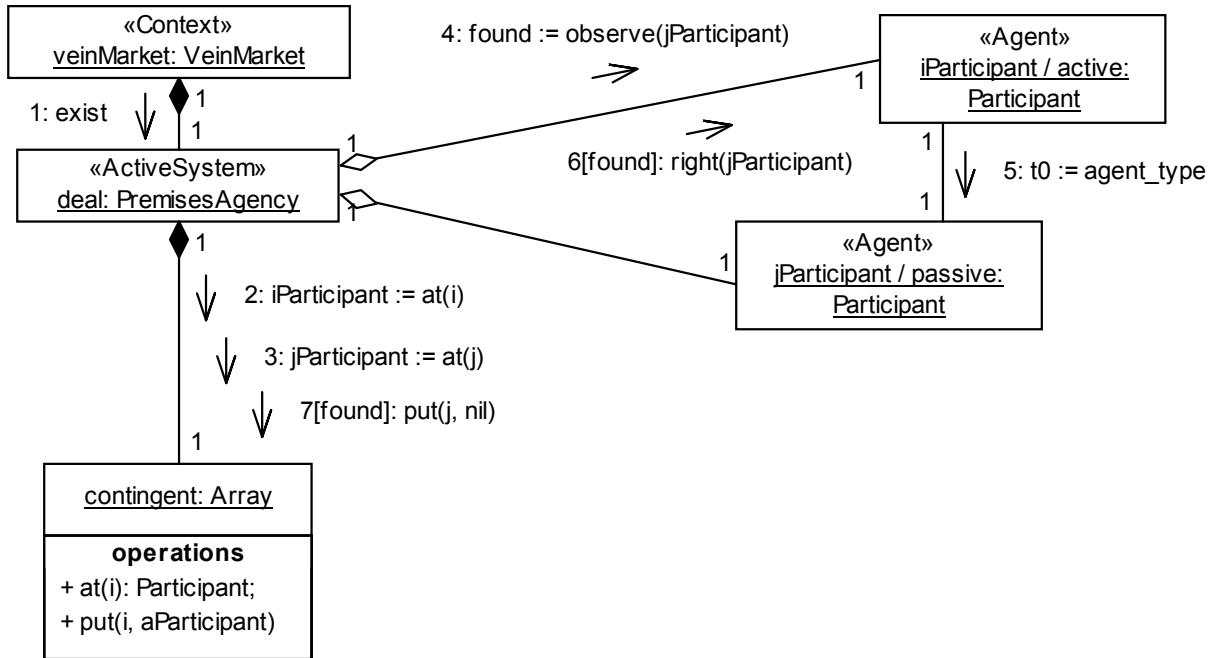 «Context»
veinMarket: VeinMarket
1: exist
1
1
«ActiveSystem»
deal: PremisesAgency
1
1
1
4: found := observe(jParticipant)
1
6[found]: right(jParticipant)
«Agent»
iParticipant / active:
Participant
1
5: t0 := agent_type
1
1
«Agent»
jParticipant / passive:
Participant
2: iParticipant := at(i)
3: jParticipant := at(j)
7[found]: put(j, nil)
1
contingent: Array
operations
+ at(i): Participant;
+ put(i, aParticipant)